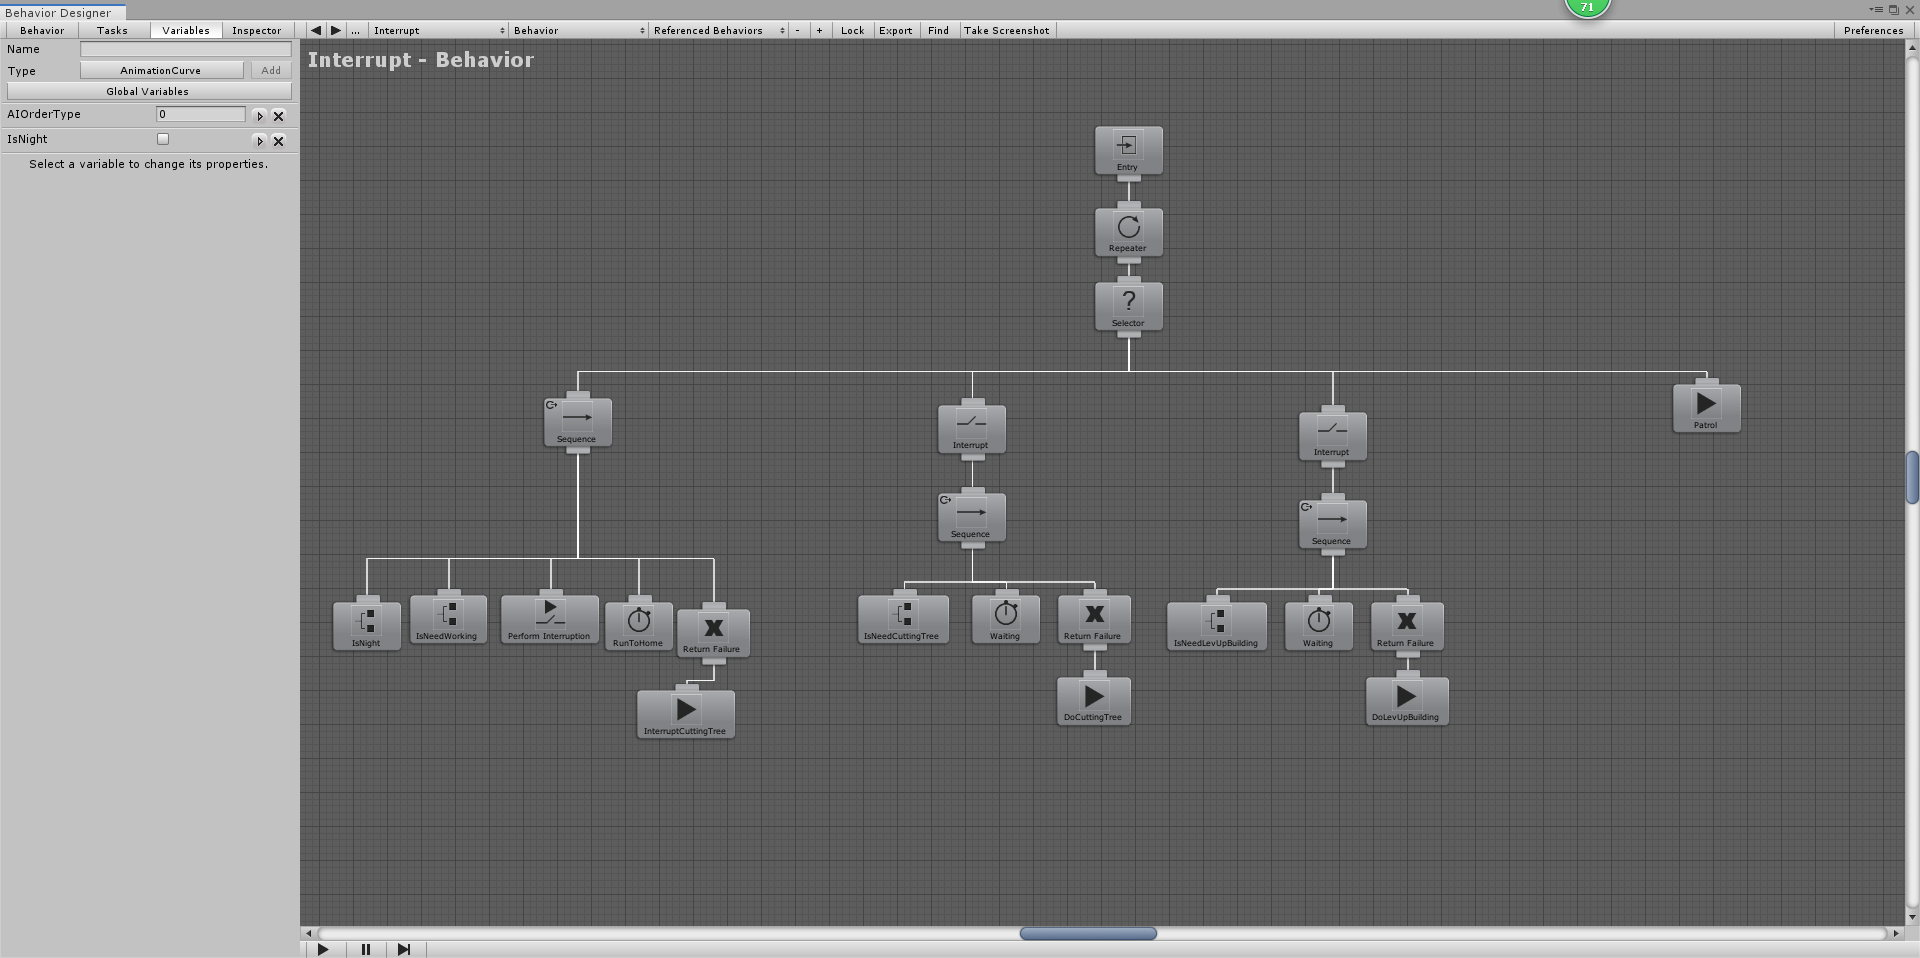 Behavior Designer
71
Behavior Tasks Variables Inspector ... Interrupt Behavior Referenced Behaviors - + Lock Export Find Take Screenshot Preferences
Name
Type AnimationCurve Add
Global Variables
AIOrderType 0
IsNight
Select a variable to change its properties.
Interrupt - Behavior
Entry
Repeater
?
Selector
Sequence
Interrupt
Interrupt
Patrol
Sequence
Sequence
IsNight
IsNeedWorking
Perform Interruption
RunToHome
Return Failure
IsNeedCuttingTree
Waiting
Return Failure
IsNeedLevUpBuilding
Waiting
Return Failure
InterruptCuttingTree
DoCuttingTree
DoLevUpBuilding